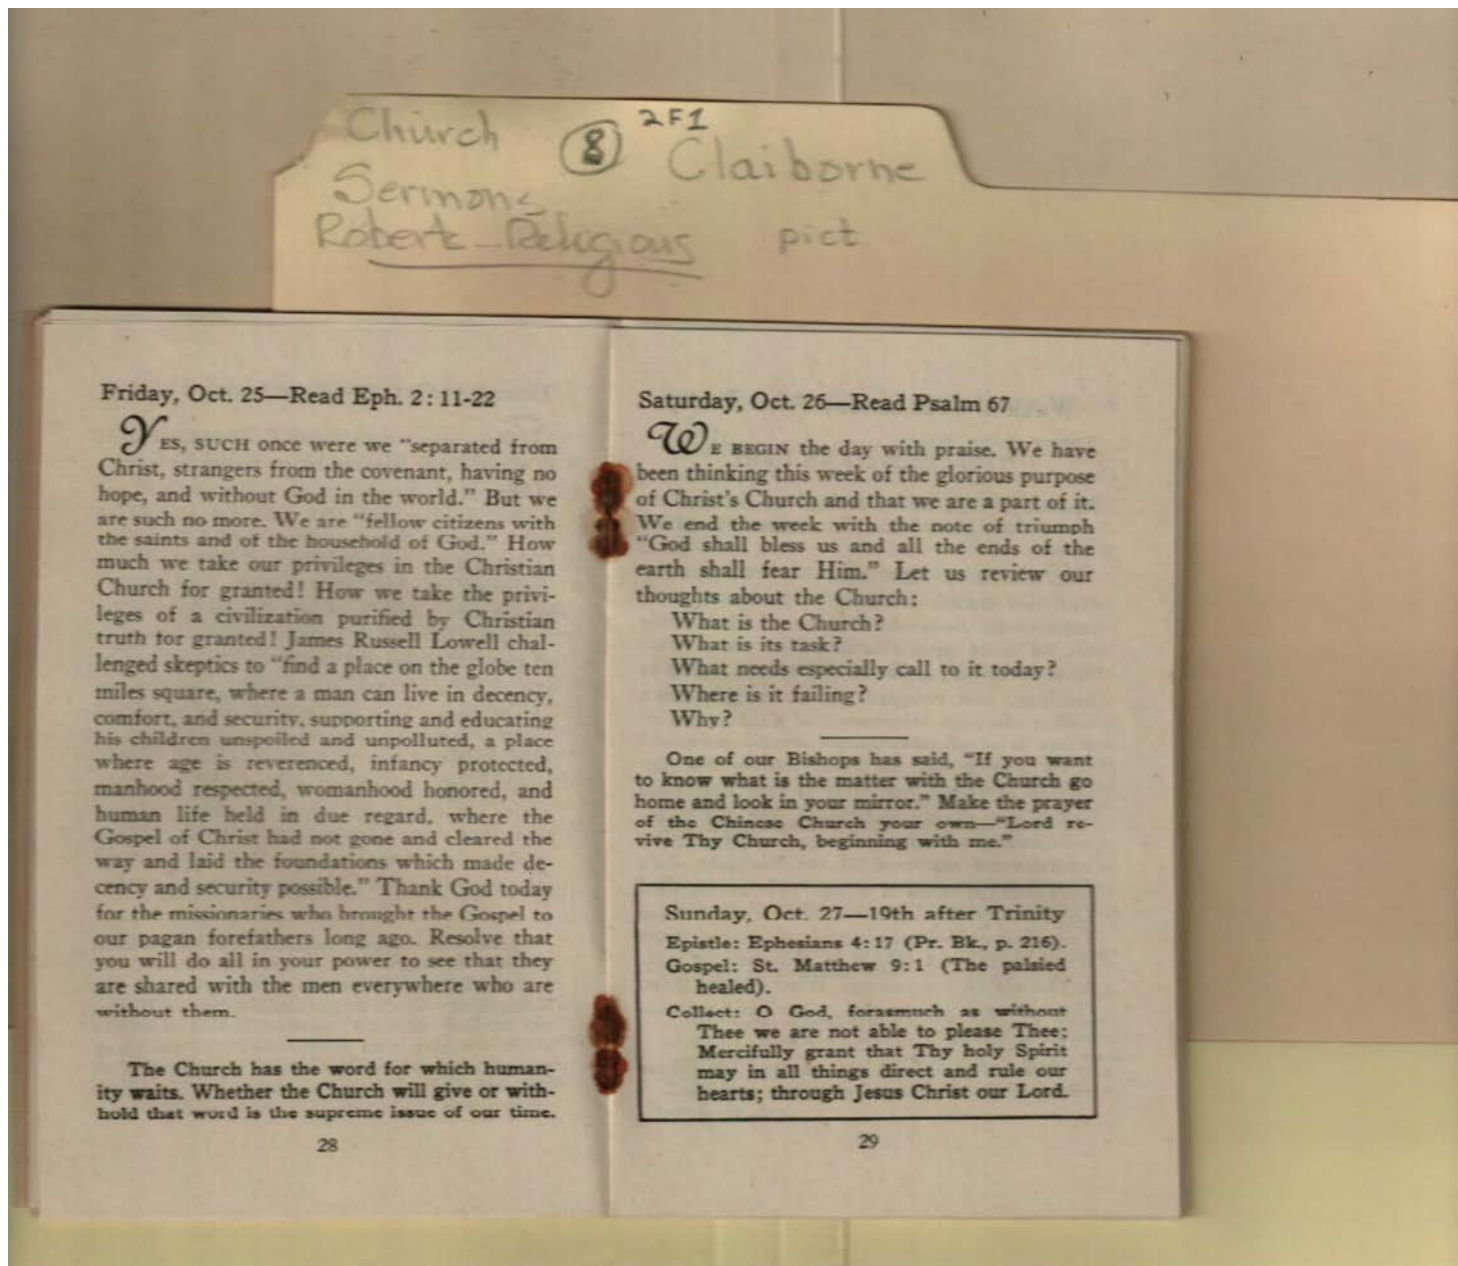 Church ⑧ 2F1 Claiborne
Sermons
Roberts Religious pict
Friday, Oct. 25—Read Eph. 2:11-22
YES, SUCH once were we "separated from
Christ, strangers from the covenant, having no
hope, and without God in the world." But we
are such no more. We are "fellow citizens with
the saints and of the household of God." How
much we take our privileges in the Christian
Church for granted! How we take the privi-
leges of a civilization purified by Christian
truth for granted! James Russell Lowell chal-
lenged skeptics to "find a place on the globe ten
miles square, where a man can live in decency,
comfort, and security, supporting and educating
his children unspoiled and unpolluted, a place
where age is reverenced, infancy protected,
manhood respected, womanhood honored, and
human life held in due regard, where the
Gospel of Christ had not gone and cleared the
way and laid the foundations which made de-
cency and security possible." Thank God today
for the missionaries who brought the Gospel to
our pagan forefathers long ago. Resolve that
you will do all in your power to see that they
are shared with the men everywhere who are
without them.
The Church has the word for which human-
ity waits. Whether the Church will give or with-
hold that word is the supreme issue of our time.
28
Saturday, Oct. 26—Read Psalm 67
WE BEGIN the day with praise. We have
been thinking this week of the glorious purpose
of Christ's Church and that we are a part of it.
We end the week with the note of triumph
"God shall bless us and all the ends of the
earth shall fear Him." Let us review our
thoughts about the Church:
What is the Church?
What is its task?
What needs especially call to it today?
Where is it failing?
Why?
One of our Bishops has said, "If you want
to know what is the matter with the Church go
home and look in your mirror." Make the prayer
of the Chinese Church your own—"Lord re-
vive Thy Church, beginning with me."
Sunday, Oct. 27—19th after Trinity
Epistle: Ephesians 4:17 (Pr. Bk., p. 216).
Gospel: St. Matthew 9:1 (The palsied
healed).
Collect: O God, forasmuch as without
Thee we are not able to please Thee;
Mercifully grant that Thy holy Spirit
may in all things direct and rule our
hearts; through Jesus Christ our Lord.
29